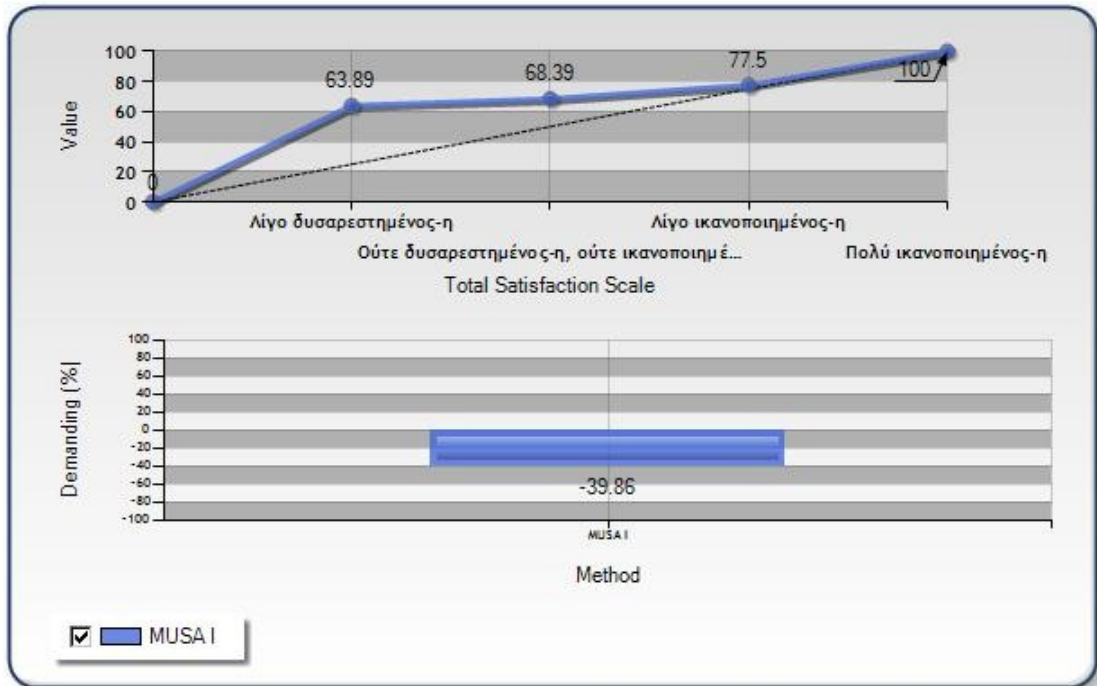 100
80
60
40
20
0
Value
0
63.89
68.39
77.5
100
Λίγο δυσαρεστημένος-η
Λίγο ικανοποιημένος-η
Ούτε δυσαρεστημένος-η, ούτε ικανοποιημέ...
Πολύ ικανοποιημένος-η
Total Satisfaction Scale
100
80
60
40
20
0
-20
-40
-60
-80
-100
Demanding (%)
-39.86
MUSA I
Method
MUSA I